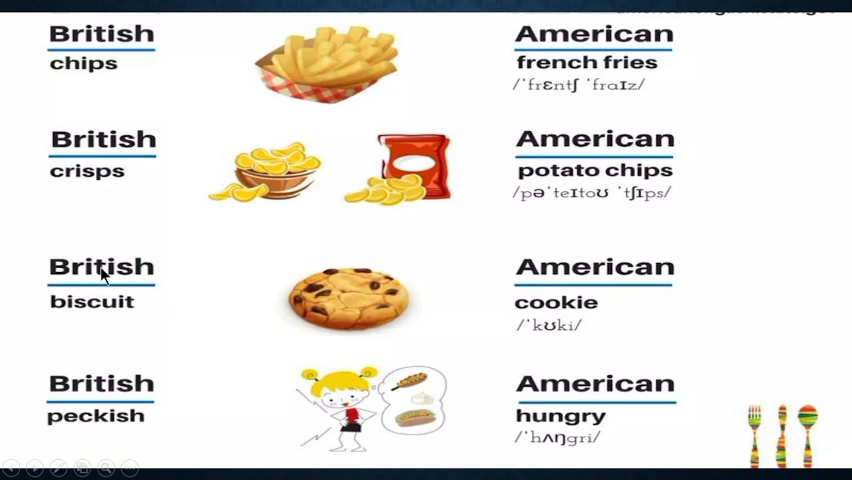 British American
chips french fries
/ˈfrɛntʃ ˈfraɪz/
British American
crisps potato chips
/pəˈteɪtoʊ ˈtʃɪps/
British American
biscuit cookie
/ˈkʊki/
British American
peckish hungry
/ˈhʌŋgri/